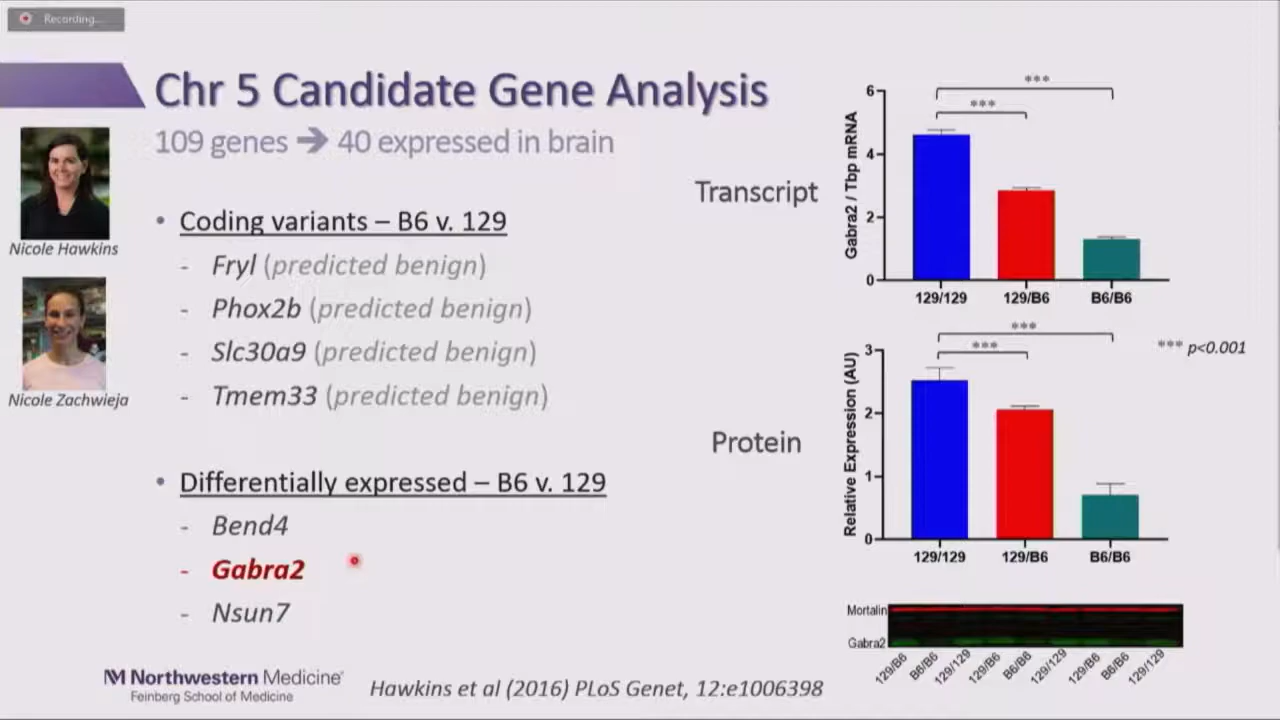 Recording...
Chr 5 Candidate Gene Analysis
109 genes ➔ 40 expressed in brain
Nicole Hawkins
Nicole Zachwieja
• Coding variants – B6 v. 129
- Fryl (predicted benign)
- Phox2b (predicted benign)
- Slc30a9 (predicted benign)
- Tmem33 (predicted benign)
• Differentially expressed – B6 v. 129
- Bend4
- Gabra2
- Nsun7
Transcript
Gabra2 / Tbp mRNA
6
4
2
0
***
***
129/129 129/B6 B6/B6
Protein
Relative Expression (AU)
3
2
1
0
***
***
*** p<0.001
129/129 129/B6 B6/B6
Mortalin
Gabra2
129/B6 B6/B6 129/129 129/B6 B6/B6 129/129 129/B6 B6/B6 129/129
Northwestern Medicine®
Feinberg School of Medicine
Hawkins et al (2016) PLoS Genet, 12:e1006398